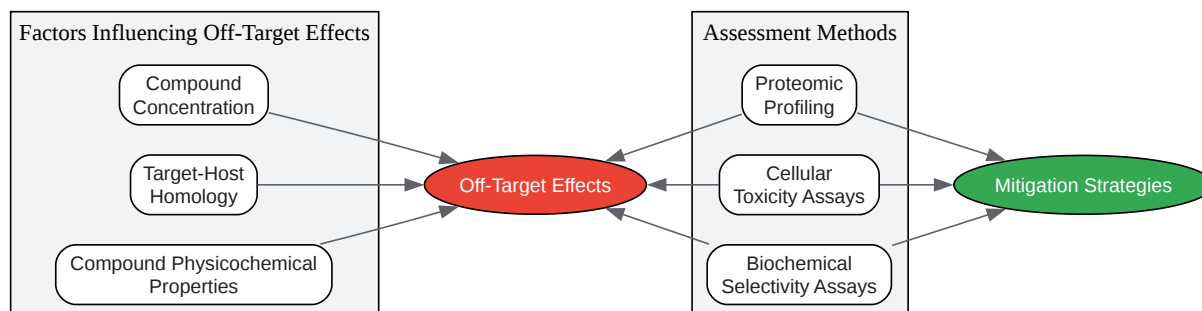 Factors Influencing Off-Target Effects
Compound
Concentration
Target-Host
Homology
Compound Physicochemical
Properties
Off-Target Effects
Assessment Methods
Proteomic
Profiling
Cellular
Toxicity Assays
Biochemical
Selectivity Assays
Mitigation Strategies